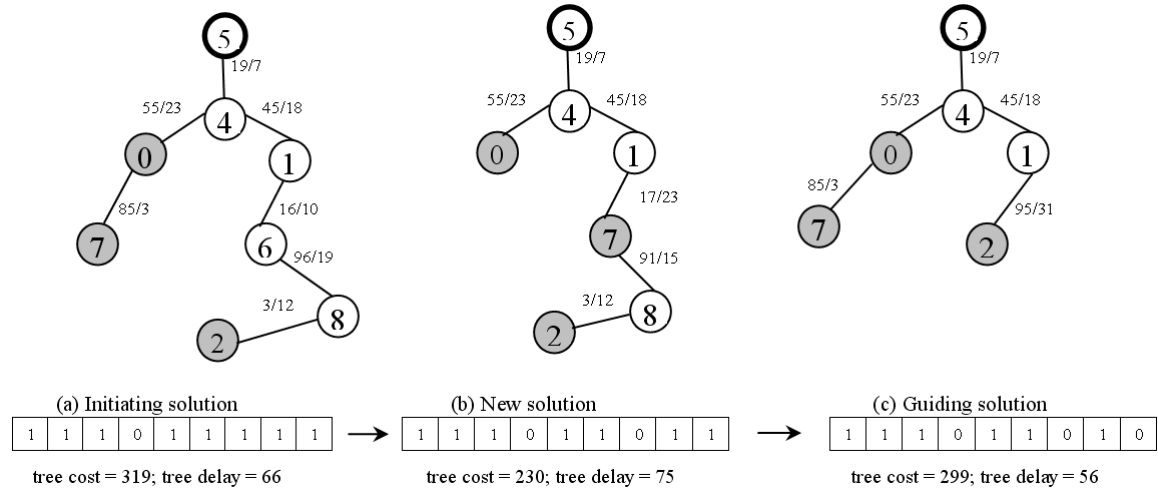 5 5 5
19/7 19/7 19/7
55/23 4 45/18 55/23 4 45/18 55/23 4 45/18
0 1 0 1 0 1
85/3 16/10 17/23 85/3 95/31
7 6 7 7 2
96/19 91/15
3/12 8 3/12 8
2 2
(a) Initiating solution (b) New solution (c) Guiding solution
1 1 1 0 1 1 1 1 1 1 1 1 0 1 1 0 1 1 1 1 1 0 1 1 0 1 0
tree cost = 319; tree delay = 66 tree cost = 230; tree delay = 75 tree cost = 299; tree delay = 56